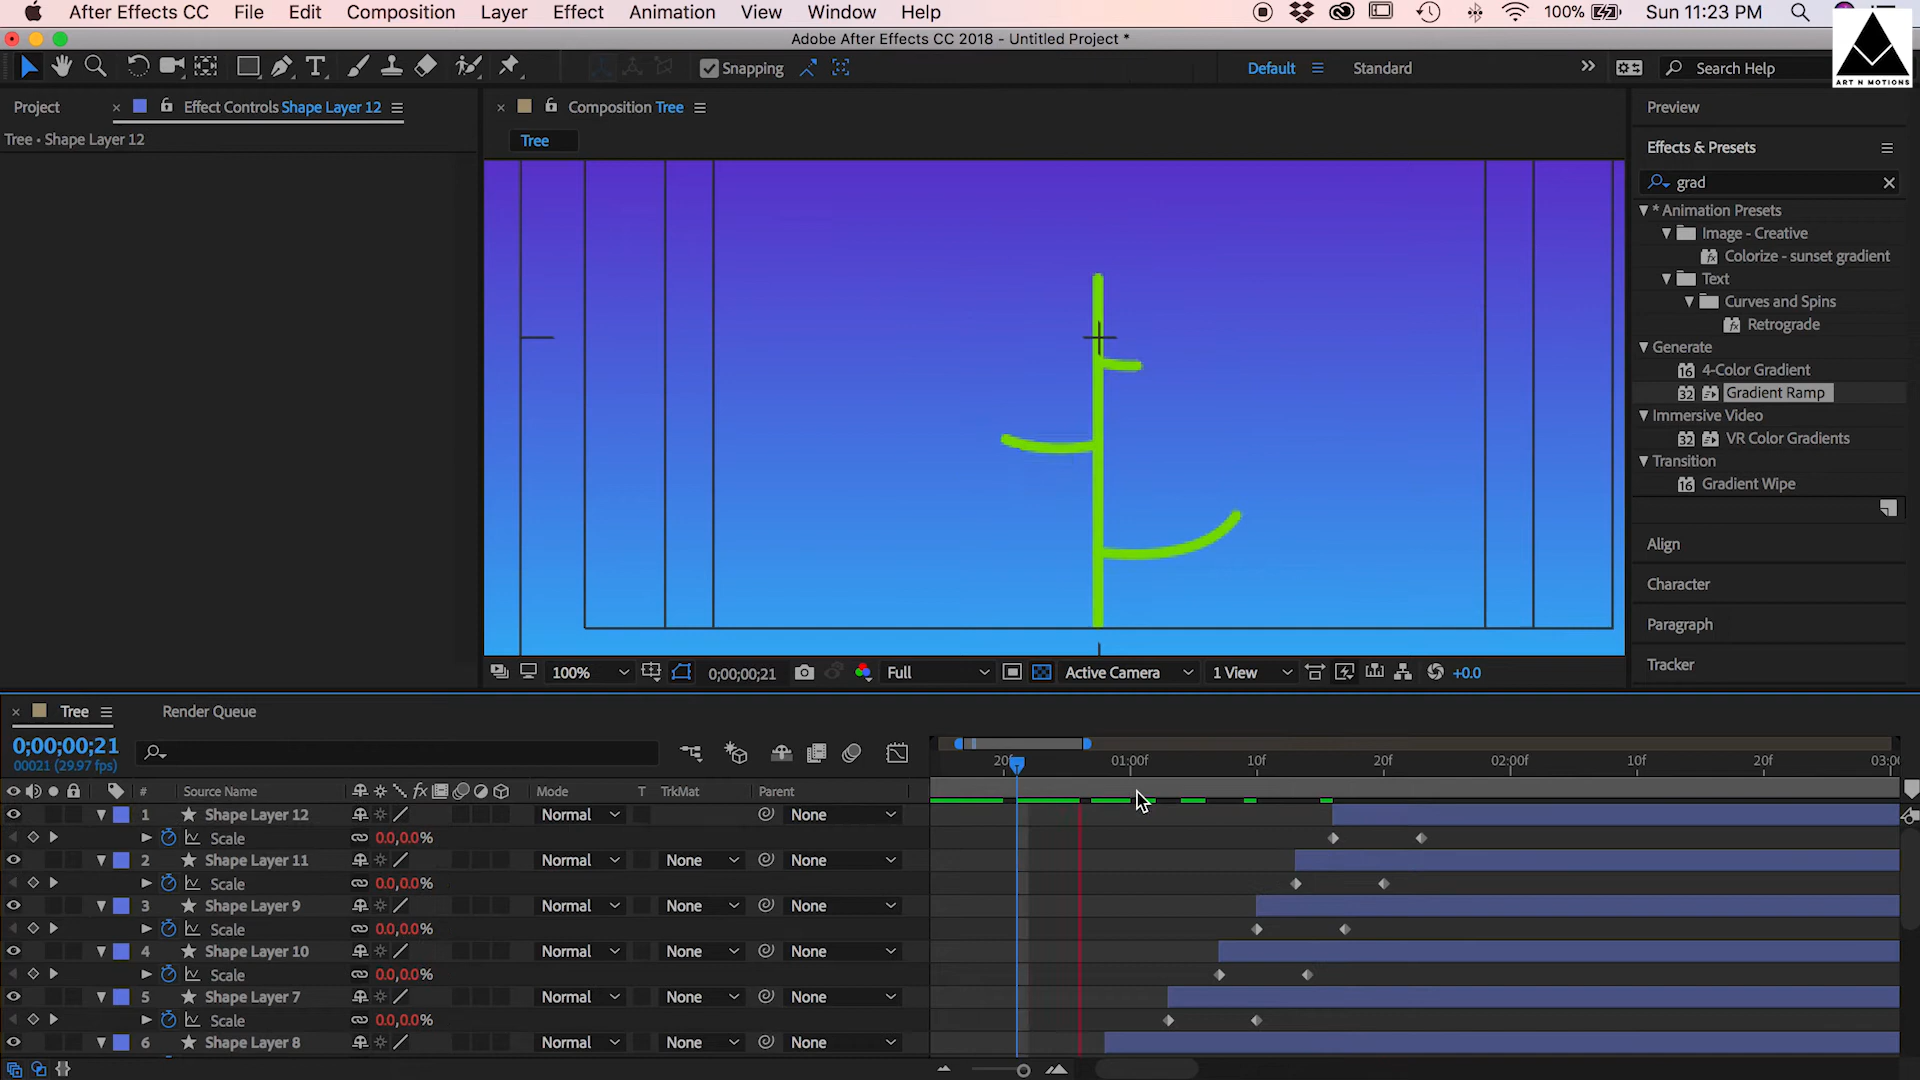 After Effects CC File Edit Composition Layer Effect Animation View Window Help 100% Sun 11:23 PM
Adobe After Effects CC 2018 - Untitled Project *
Snapping Default Standard Search Help
ART N MOTIONS
Project Effect Controls Shape Layer 12 Composition Tree Preview
Tree • Shape Layer 12 Tree Effects & Presets
grad
* Animation Presets
Image - Creative
Colorize - sunset gradient
Text
Curves and Spins
Retrograde
Generate
4-Color Gradient
Gradient Ramp
Immersive Video
VR Color Gradients
Transition
Gradient Wipe
Align
Character
Paragraph
Tracker
100% 0;00;00;21 Full Active Camera 1 View +0.0
Tree Render Queue
0;00;00;21
00021 (29.97 fps)
20f 01:00f 10f 20f 02:00f 10f 20f
# Source Name Mode T TrkMat Parent
1 Shape Layer 12 Normal None
Scale 0.0,0.0%
2 Shape Layer 11 Normal None None
Scale 0.0,0.0%
3 Shape Layer 9 Normal None None
Scale 0.0,0.0%
4 Shape Layer 10 Normal None None
Scale 0.0,0.0%
5 Shape Layer 7 Normal None None
Scale 0.0,0.0%
6 Shape Layer 8 Normal None None